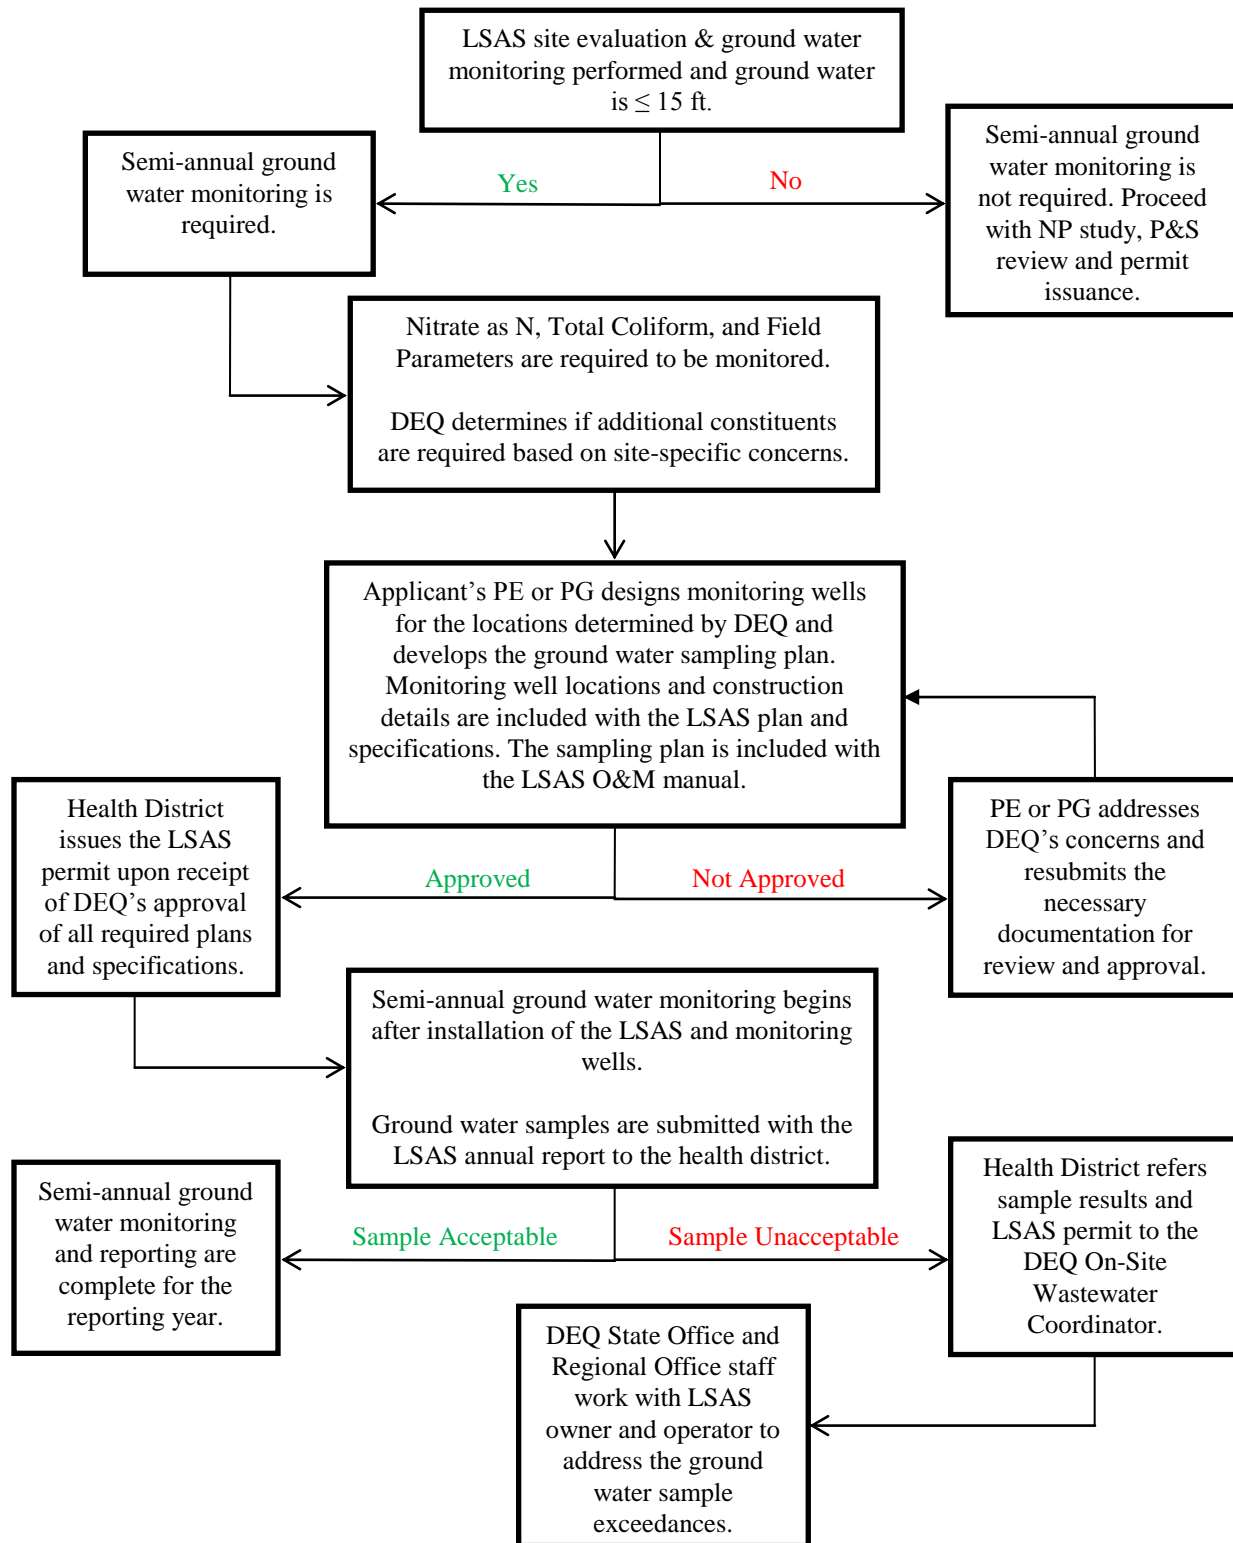 LSAS site evaluation & ground water
monitoring performed and ground water
is ≤ 15 ft.
Semi-annual ground
water monitoring is
required.
Yes
No
Semi-annual ground
water monitoring is
not required. Proceed
with NP study, P&S
review and permit
issuance.
Nitrate as N, Total Coliform, and Field
Parameters are required to be monitored.
DEQ determines if additional constituents
are required based on site-specific concerns.
Applicant’s PE or PG designs monitoring wells
for the locations determined by DEQ and
develops the ground water sampling plan.
Monitoring well locations and construction
details are included with the LSAS plan and
specifications. The sampling plan is included with
the LSAS O&M manual.
Health District
issues the LSAS
permit upon receipt
of DEQ’s approval
of all required plans
and specifications.
Approved
Not Approved
PE or PG addresses
DEQ’s concerns and
resubmits the
necessary
documentation for
review and approval.
Semi-annual ground water monitoring begins
after installation of the LSAS and monitoring
wells.
Ground water samples are submitted with the
LSAS annual report to the health district.
Semi-annual ground
water monitoring
and reporting are
complete for the
reporting year.
Sample Acceptable
Sample Unacceptable
Health District refers
sample results and
LSAS permit to the
DEQ On-Site
Wastewater
Coordinator.
DEQ State Office and
Regional Office staff
work with LSAS
owner and operator to
address the ground
water sample
exceedances.